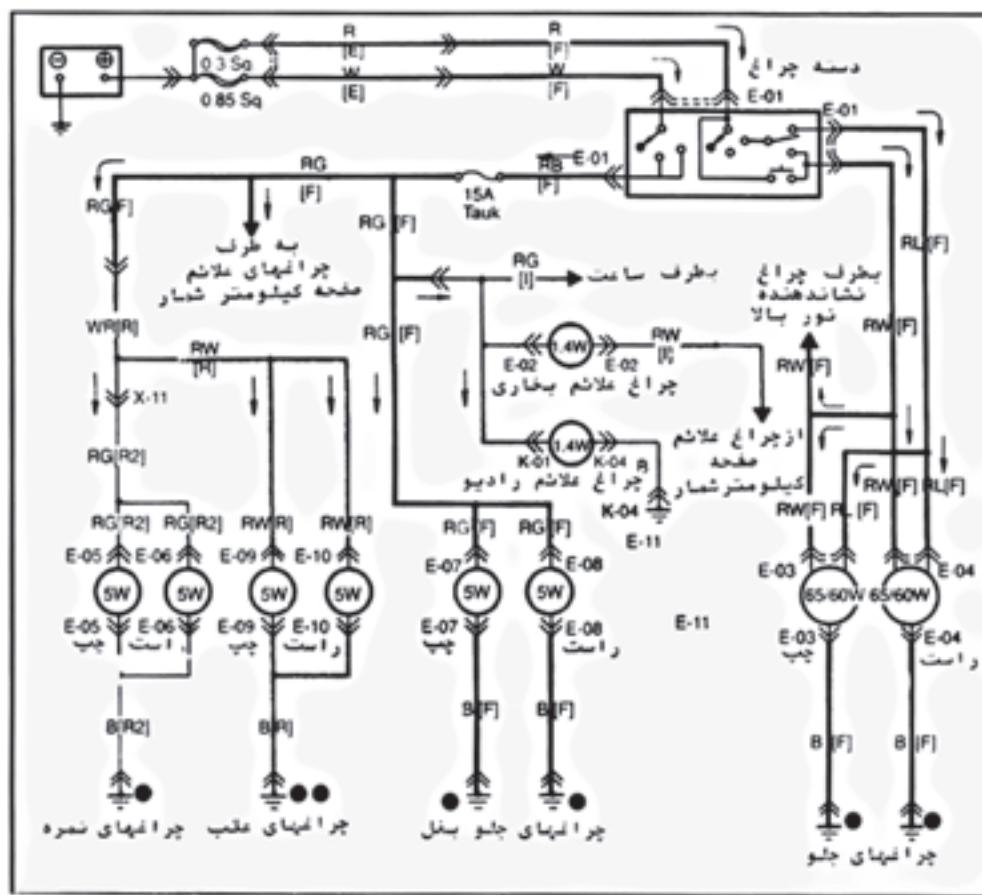 R
R
[E]
[F]
0.3 Sq
W
W
[E]
[F]
0.85 Sq
دسته چراغ
E-01
E-01
E-01
RB
[F]
15A
Tauk
RG
[F]
RG[F]
RG [F]
RL [F]
به طرف
چراغهای علائم
صفحه کیلومتر شمار
RG
[I]
بطرف ساعت
بطرف چراغ
نشاندهنده
نور بالا
RW [F]
RW [F]
WR[R]
RW
[R]
RG [F]
1.4W
E-02
E-02
RW
[I]
چراغ علائم بخاری
X-11
1.4W
K-01
K-04
B
چراغ علائم رادیو
K-04
E-11
ازچراغ علائم
صفحه
کیلومترشمار
RG[R2]
RW [F]
RL[F]
RW[F]
RL [F]
RG[R2]
RG[R2]
RW[R]
RW[R]
RG [F]
RG [F]
E-05
E-06
E-09
E-10
E-07
E-08
E-03
E-04
5W
5W
5W
5W
5W
5W
65/60W
65/60W
E-11
E-05
E-06
E-09
E-10
E-07
E-08
E-03
E-04
چپ
راست
چپ
راست
چپ
راست
چپ
راست
B[R2]
B[R]
B [F]
B [F]
B [F]
B [F]
چراغهای نمره
چراغهای عقب
چراغهای جلو بغل
چراغهای جلو